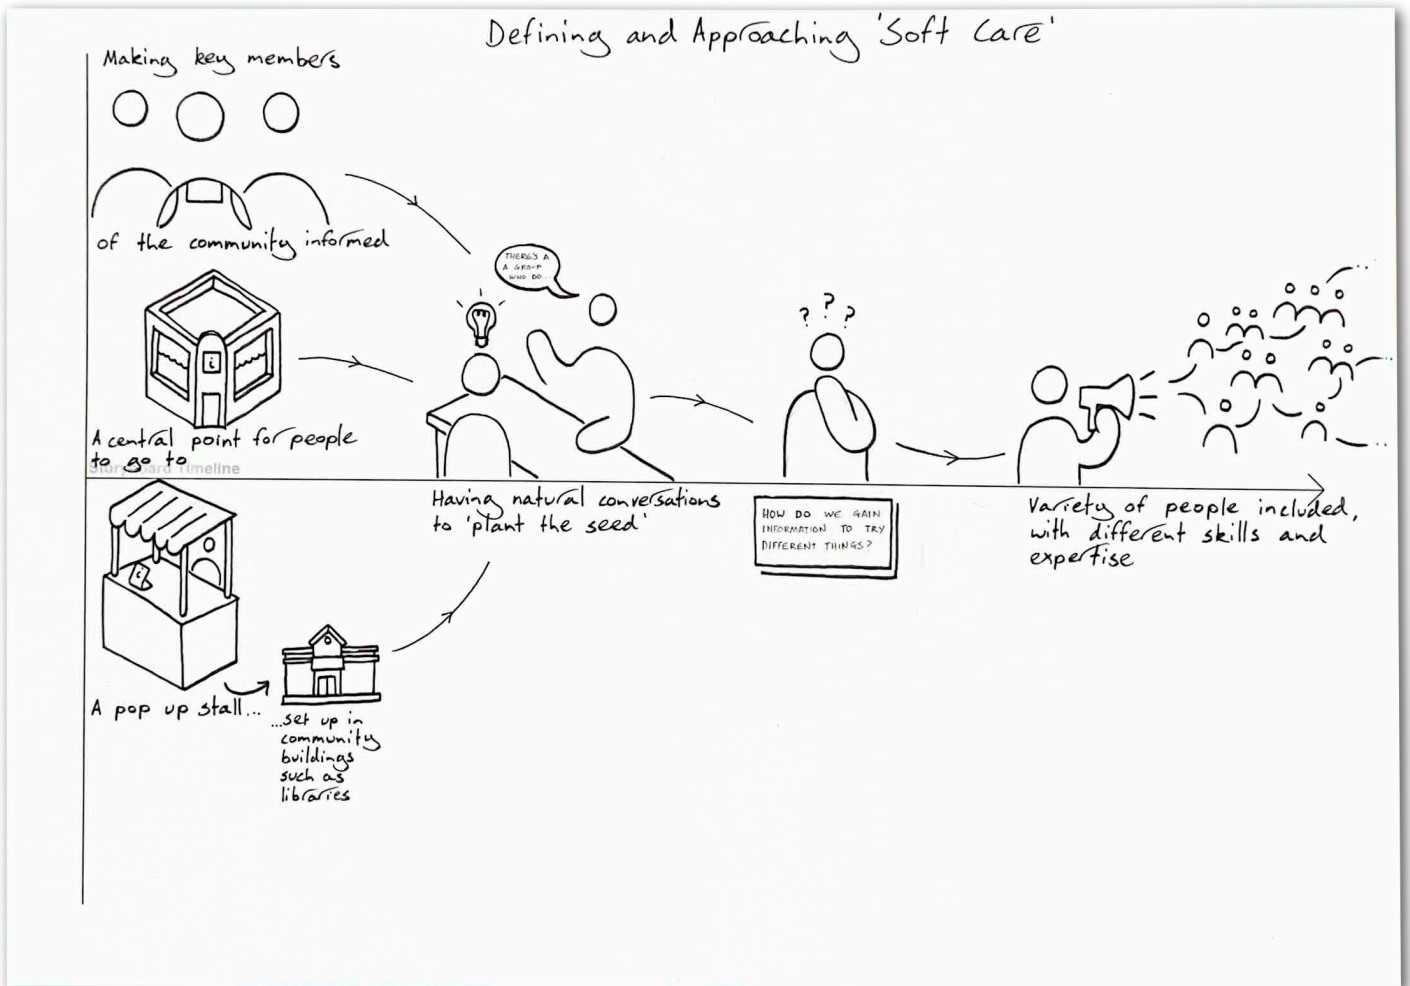 Defining and Approaching 'Soft Care'
Making key members
of the community informed
i
A central point for people
to go to
Storyboard Timeline
THERE'S A
A GROUP
WHO DO...
Having natural conversations
to 'plant the seed'
? ? ?
HOW DO WE GAIN
INFORMATION TO TRY
DIFFERENT THINGS?
Variety of people included,
with different skills and
expertise
i
A pop up stall...
...set up in
community
buildings
such as
libraries